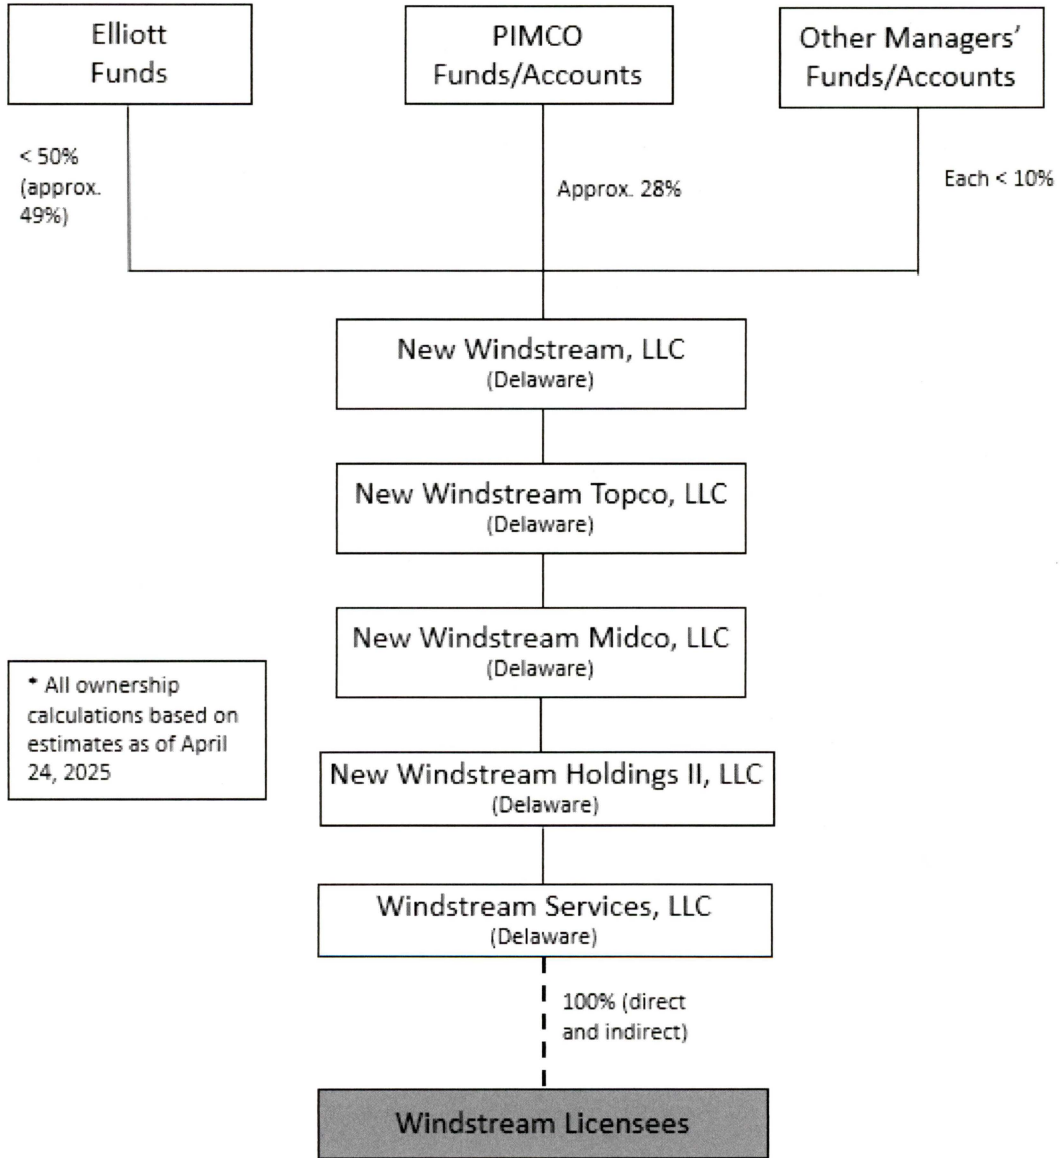 Elliott
Funds
PIMCO
Funds/Accounts
Other Managers'
Funds/Accounts
< 50%
(approx.
49%)
Approx. 28%
Each < 10%
New Windstream, LLC
(Delaware)
New Windstream Topco, LLC
(Delaware)
New Windstream Midco, LLC
(Delaware)
* All ownership
calculations based on
estimates as of April
24, 2025
New Windstream Holdings II, LLC
(Delaware)
Windstream Services, LLC
(Delaware)
100% (direct
and indirect)
Windstream Licensees